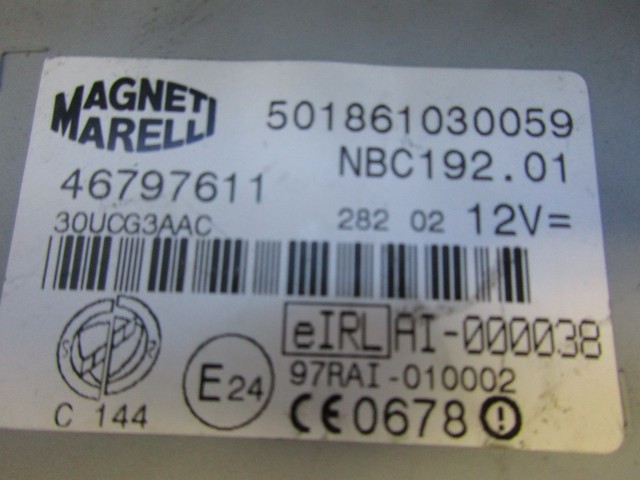 MAGNETI
MARELLI
501861030059
NBC192.01
46797611
30UCG3AAC
282 02 12V=
eIRL AI-000038
97RAI-010002
E24
CE0678
C 144